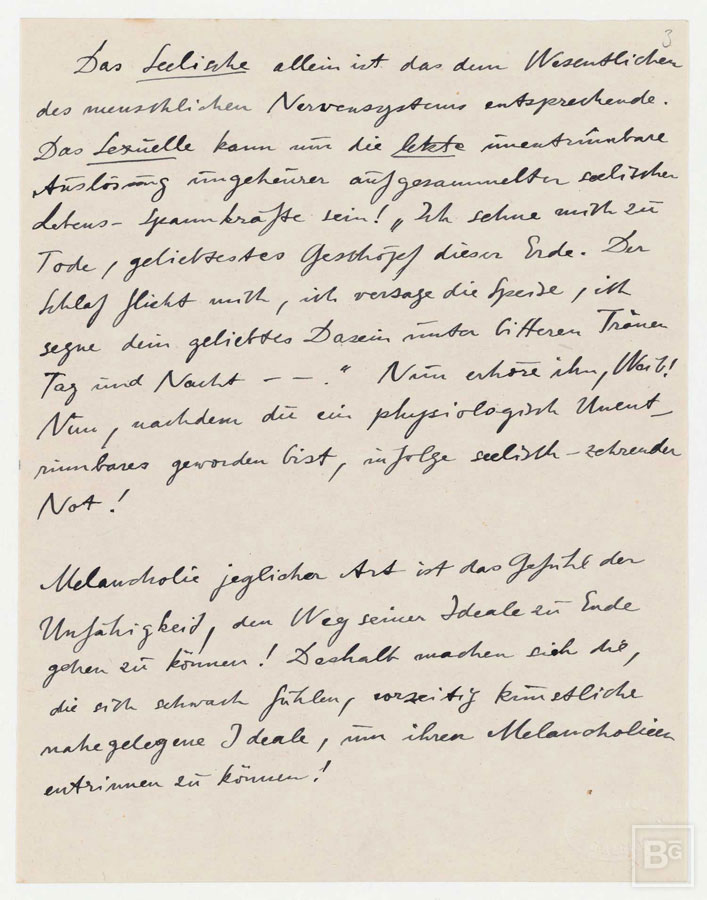 3
Das Seelische allein ist das dem Wesentlichen
des menschlichen Nervensystems entsprechende.
Das Sexuelle kann nur die letzte unentrinnbare
Auslösung ungeheurer aufgesammelter seelischer
Lebens-Spannkräfte sein! „Ich sehne mich zu
Tode, geliebtestes Geschöpf dieser Erde. Der
Schlaf flieht mich, ich versage die Speise, ich
segne dein geliebtes Dasein unter bitteren Tränen
Tag und Nacht – – .“ Nun erhöre ihn, Weib!
Nun, nachdem du ein physiologisch Unent-
rinnbares geworden bist, infolge seelisch-zehrender
Not!
Melancholie jeglicher Art ist das Gefühl der
Unfähigkeit, den Weg seiner Ideale zu Ende
gehen zu können! Deshalb machen sich die,
die sich schwach fühlen, vorzeitig künstliche
nahegelegene Ideale, um ihren Melancholieen
entrinnen zu können!
BG